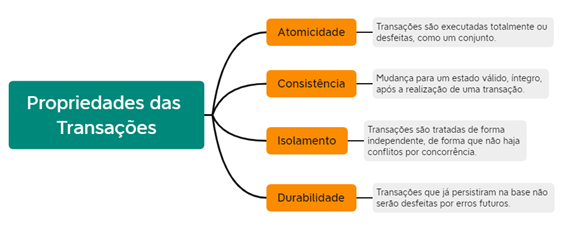 Propriedades das
Transações
Atomicidade
Transações são executadas totalmente ou
desfeitas, como um conjunto.
Consistência
Mudança para um estado válido, íntegro,
após a realização de uma transação.
Isolamento
Transações são tratadas de forma
independente, de forma que não haja
conflitos por concorrência.
Durabilidade
Transações que já persistiram na base não
serão desfeitas por erros futuros.